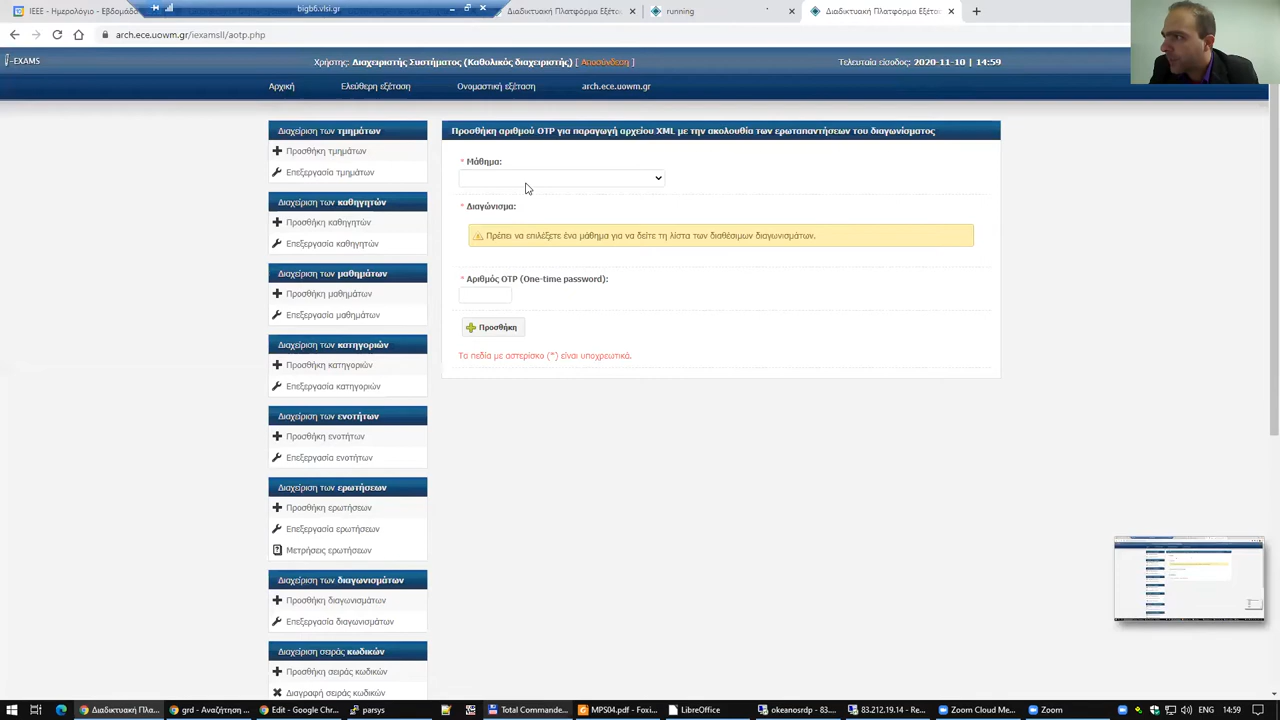 IEEE - Ημερολόγιο - Εβδομάδα
bigb6.vlsi.gr
Διαδικτυακή Πλατφόρμα Εξέτασ
running
Διαδικτυακή Πλατφόρμα Εξέτασ
arch.ece.uowm.gr/iexamsII/aotp.php
i-EXAMS
Χρήστης: Διαχειριστής Συστήματος (Καθολικός διαχειριστής) [ Αποσύνδεση ]
Τελευταία είσοδος: 2020-11-10 | 14:59
Αρχική
Ελεύθερη εξέταση
Ονομαστική εξέταση
arch.ece.uowm.gr
Διαχείριση των τμημάτων
Προσθήκη τμημάτων
Επεξεργασία τμημάτων
Διαχείριση των καθηγητών
Προσθήκη καθηγητών
Επεξεργασία καθηγητών
Διαχείριση των μαθημάτων
Προσθήκη μαθημάτων
Επεξεργασία μαθημάτων
Διαχείριση των κατηγοριών
Προσθήκη κατηγοριών
Επεξεργασία κατηγοριών
Διαχείριση των ενοτήτων
Προσθήκη ενοτήτων
Επεξεργασία ενοτήτων
Διαχείριση των ερωτήσεων
Προσθήκη ερωτήσεων
Επεξεργασία ερωτήσεων
Μετρήσεις ερωτήσεων
Διαχείριση των διαγωνισμάτων
Προσθήκη διαγωνισμάτων
Επεξεργασία διαγωνισμάτων
Διαχείριση σειράς κωδικών
Προσθήκη σειράς κωδικών
Διαγραφή σειράς κωδικών
Προσθήκη αριθμού OTP για παραγωγή αρχείου XML με την ακολουθία των ερωταπαντήσεων του διαγωνίσματος
* Μάθημα:
* Διαγώνισμα:
Πρέπει να επιλέξετε ένα μάθημα για να δείτε τη λίστα των διαθέσιμων διαγωνισμάτων.
* Αριθμός OTP (One-time password):
Προσθήκη
Τα πεδία με αστερίσκο (*) είναι υποχρεωτικά.
Διαδικτυακή Πλα...
grd - Αναζήτηση ...
Edit - Google Chro...
parsys
Total Commande...
MPS04.pdf - Foxi...
LibreOffice
okeanosrdp - 83....
83.212.19.14 - Re...
Zoom Cloud Me...
Zoom
14:59